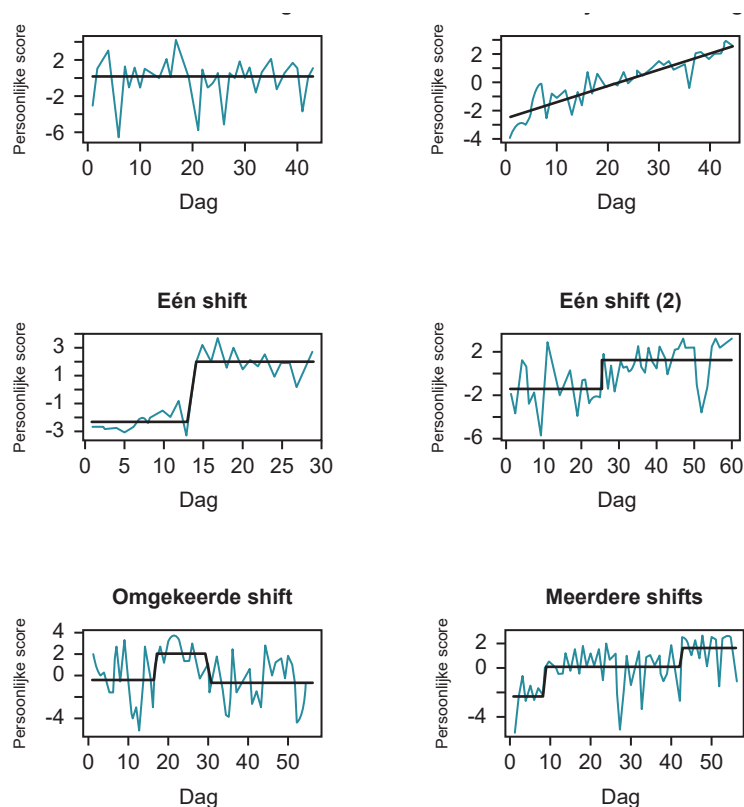 Persoonlijke score
2
-2
-6
0 10 20 30 40
Dag
Persoonlijke score
2
0
-2
-4
0 10 20 30 40
Dag
Eén shift
Persoonlijke score
3
1
-1
-3
0 5 10 15 20 25 30
Dag
Eén shift (2)
Persoonlijke score
2
-2
-6
0 10 20 30 40 50 60
Dag
Omgekeerde shift
Persoonlijke score
4
2
0
-4
0 10 20 30 40 50
Dag
Meerdere shifts
Persoonlijke score
2
0
-4
0 10 20 30 40 50
Dag